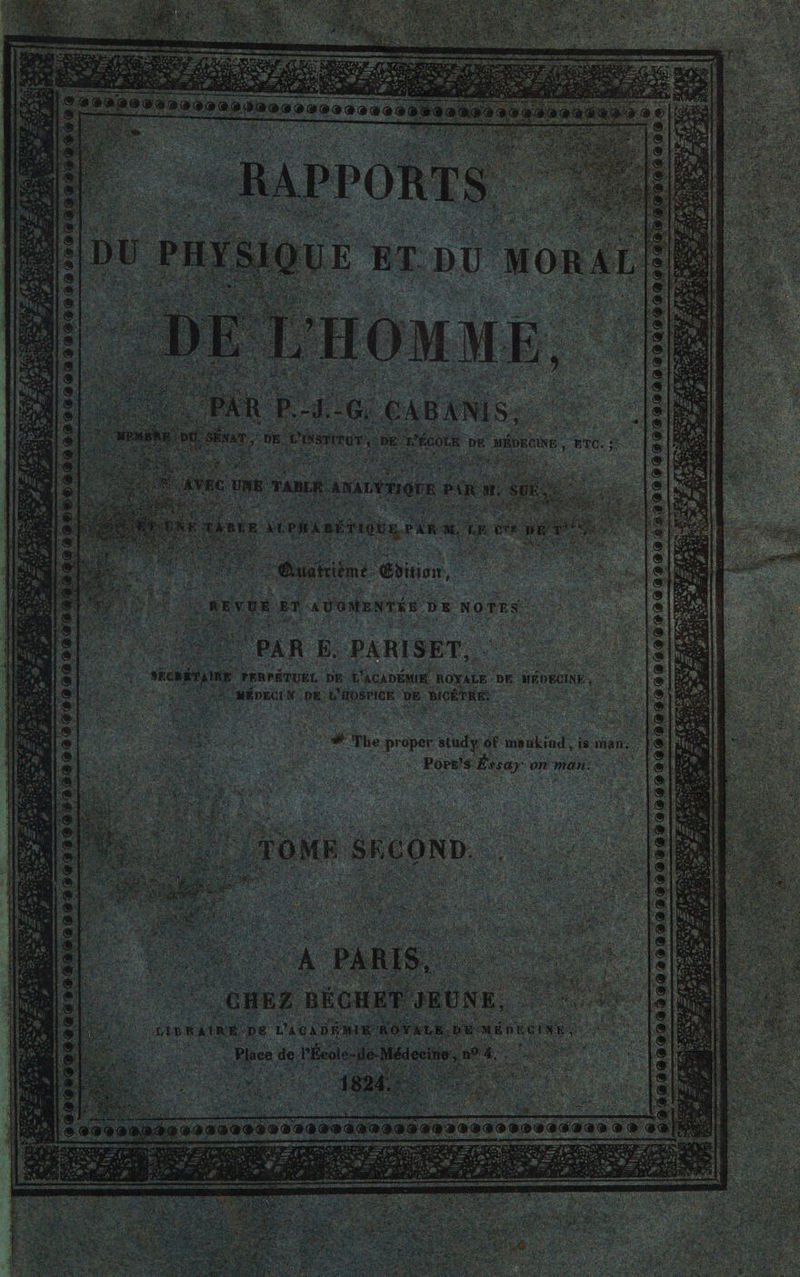 RAPPORTS
DU PHYSIQUE ET DU MORAL
DE L'HOMME,
PAR P.-J.-G. CABANIS,
MEMBRE DU SÉNAT, DE L'INSTITUT, DE L'ÉCOLE DE MÉDECINE, ETC.;
AVEC UNE TABLE ANALYTIQUE PAR M. SUE,
ET UNE TABLE ALPHABÉTIQUE PAR M. LE Cte DE T***,
Quatrième Édition,
REVUE ET AUGMENTÉE DE NOTES
PAR E. PARISET,
SECRÉTAIRE PERPÉTUEL DE L'ACADÉMIE ROYALE DE MÉDECINE,
MÉDECIN DE L'HOSPICE DE BICÊTRE.
The proper study of mankind, is man.
POPE'S Éssay on man.
TOME SECOND.
A PARIS,
CHEZ BÉCHET JEUNE,
LIBRAIRE DE L'ACADÉMIE ROYALE DE MÉDECINE,
Place de l'École-de-Médecine, nº 4.
1824.